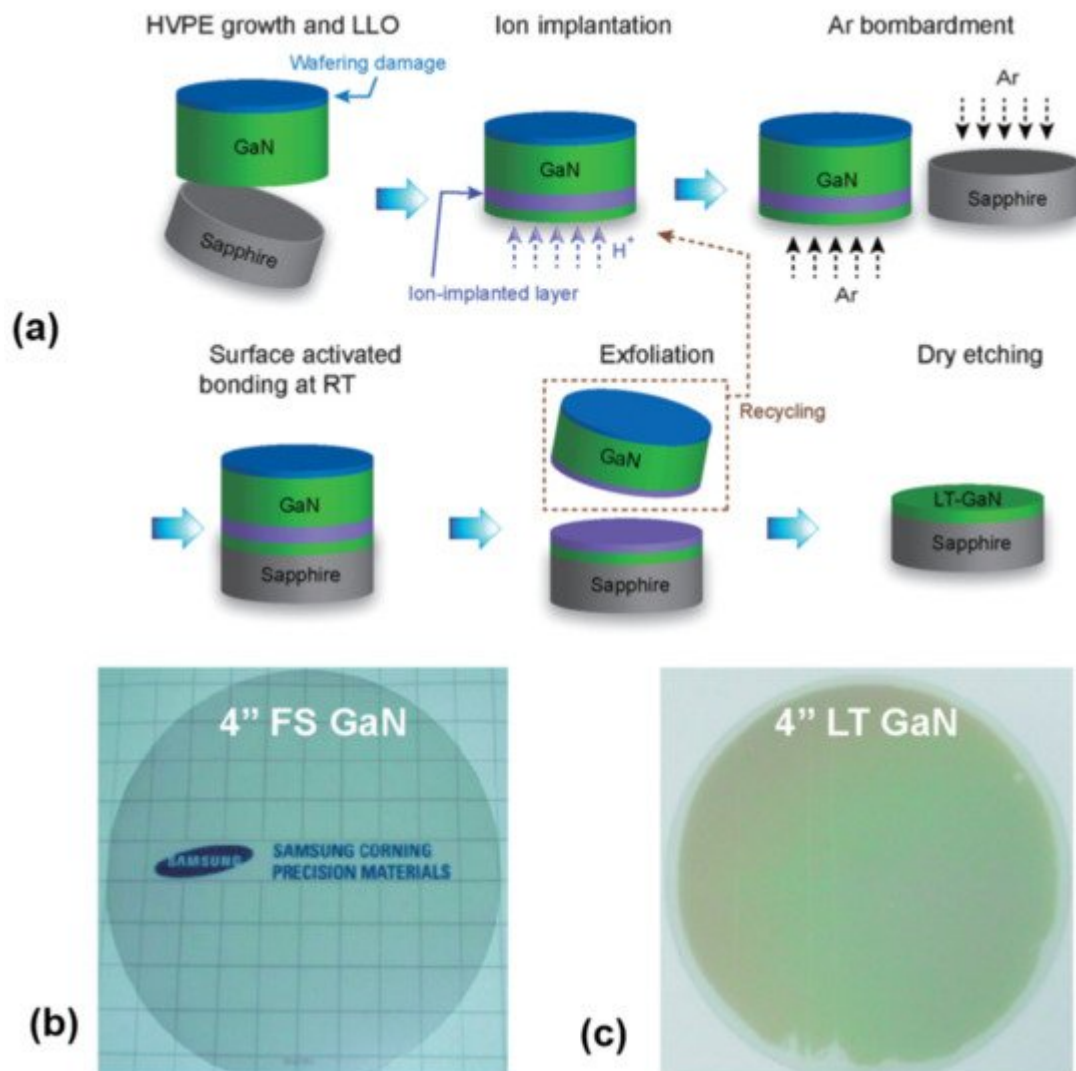 HVPE growth and LLO
Wafering damage
GaN
Sapphire
Ion implantation
GaN
H+
Ion-implanted layer
Ar bombardment
Ar
GaN
Sapphire
Ar
(a)
Surface activated
bonding at RT
GaN
Sapphire
Exfoliation
GaN
Recycling
Sapphire
Dry etching
LT-GaN
Sapphire
4” FS GaN
SAMSUNG
SAMSUNG CORNING
PRECISION MATERIALS
(b)
4” LT GaN
(c)